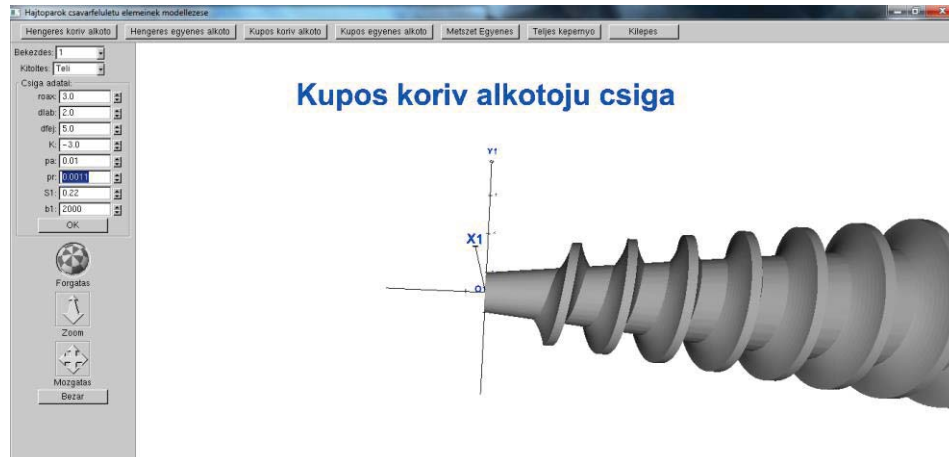 Hajtoparok csavarfeluletu elemeinek modellezese
Hengeres koriv alkoto Hengeres egyenes alkoto Kupos koriv alkoto Kupos egyenes alkoto Metszet Egyenes Teljes kepernyo Kilepes
Bekezdes: 1
Kitoltes: Teli
Csiga adatai:
roax: 3.0
dlab: 2.0
dfej: 5.0
K: -3.0
pa: 0.01
pr: 0.0011
S1: 0.22
b1: 2000
OK
Forgatas
Zoom
Mozgatas
Bezar
Kupos koriv alkotoju csiga
Y1
X1